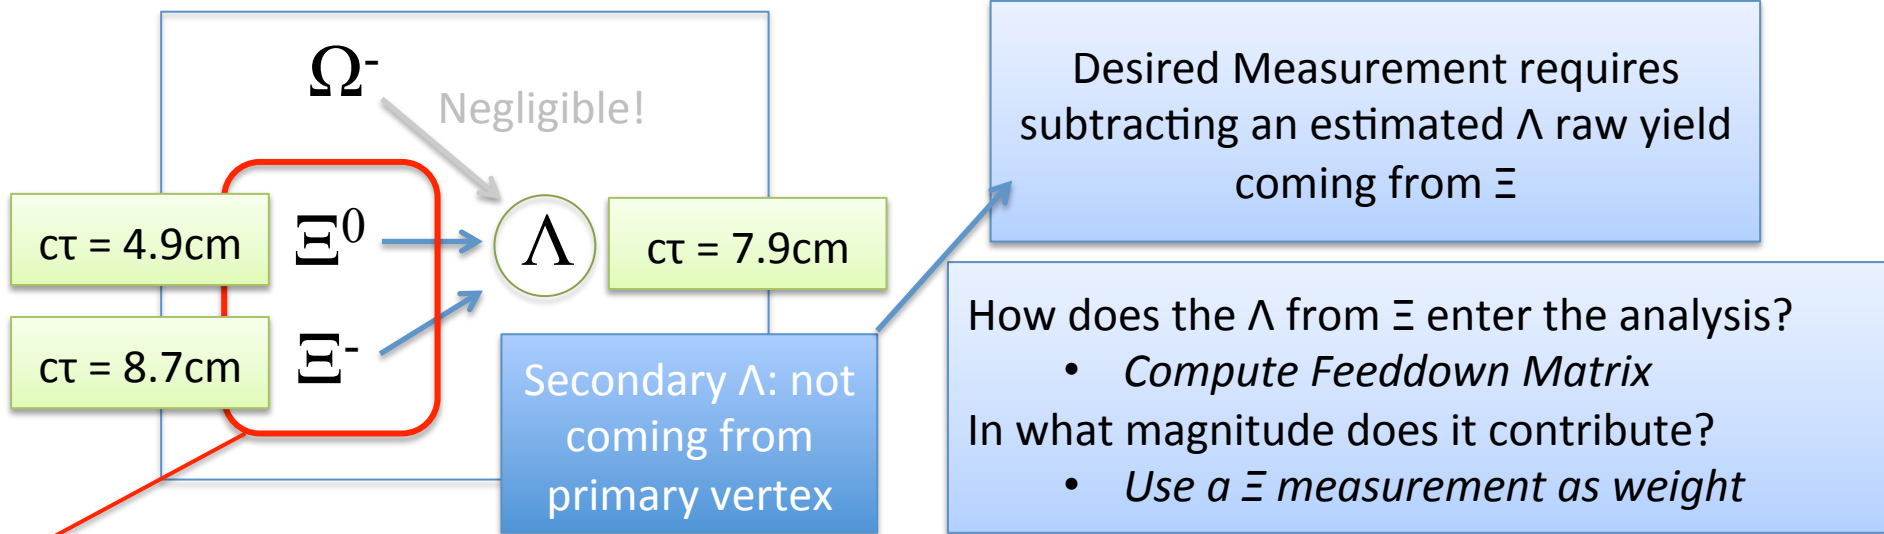 Ω-
Negligible!
cτ = 4.9cm
Ξ0
Λ
cτ = 7.9cm
cτ = 8.7cm
Ξ-
Secondary Λ: not
coming from
primary vertex
Desired Measurement requires
subtracting an estimated Λ raw yield
coming from Ξ
How does the Λ from Ξ enter the analysis?
• Compute Feeddown Matrix
In what magnitude does it contribute?
• Use a Ξ measurement as weight